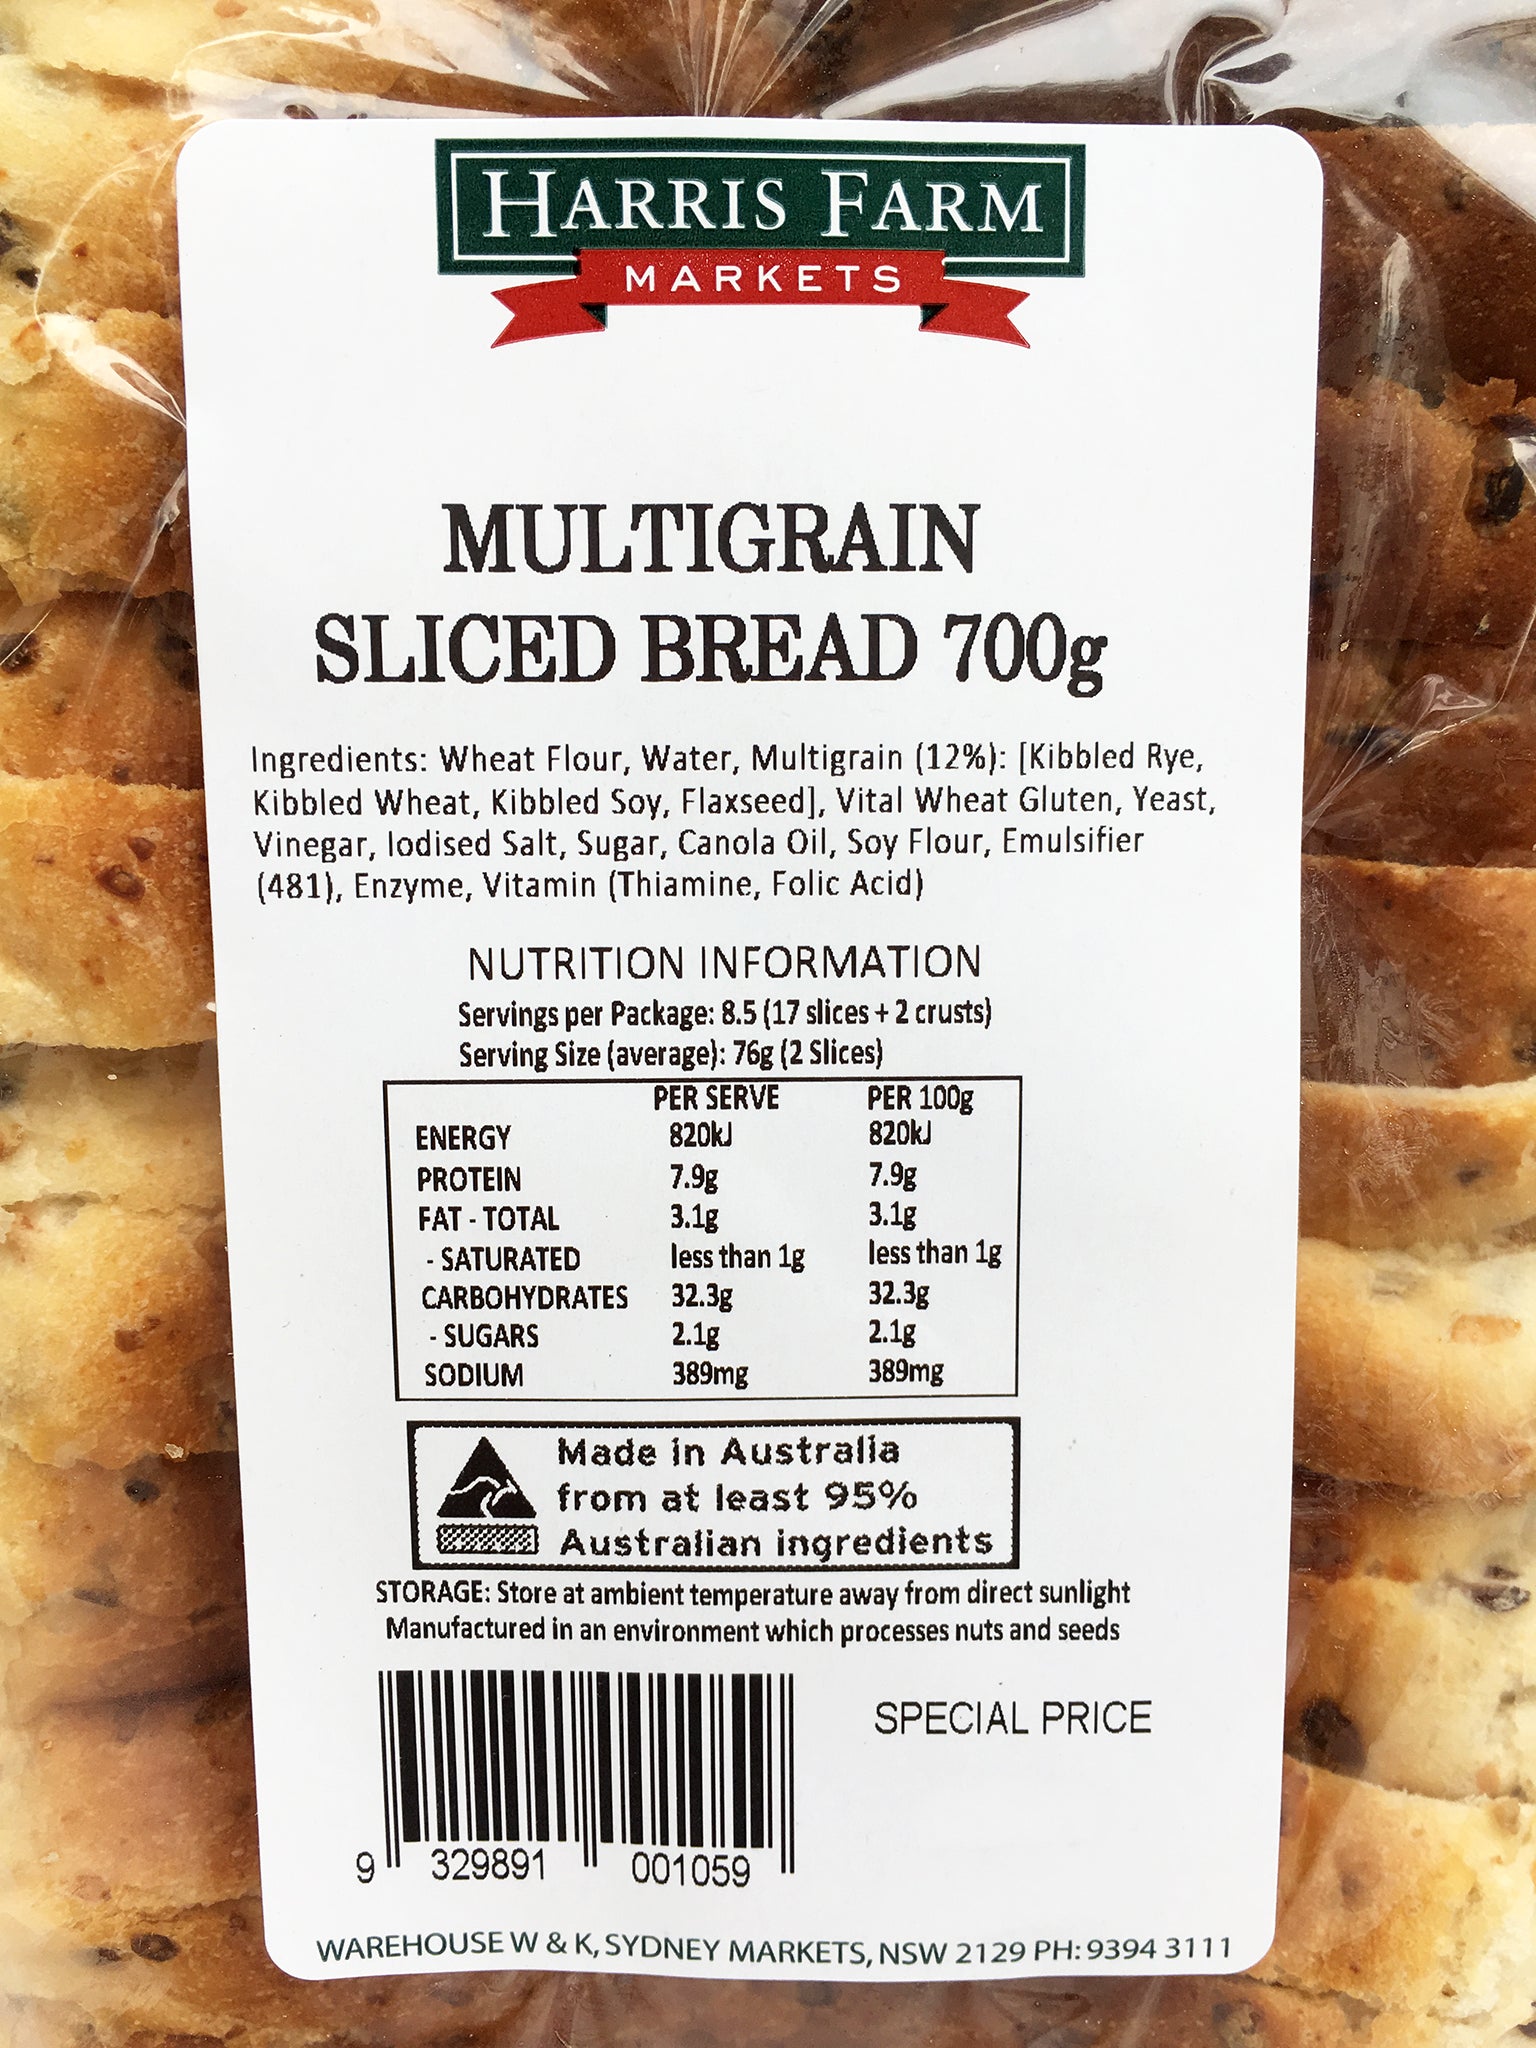 HARRIS FARM
MARKETS
MULTIGRAIN
SLICED BREAD 700g
Ingredients: Wheat Flour, Water, Multigrain (12%): [Kibbled Rye,
Kibbled Wheat, Kibbled Soy, Flaxseed], Vital Wheat Gluten, Yeast,
Vinegar, Iodised Salt, Sugar, Canola Oil, Soy Flour, Emulsifier
(481), Enzyme, Vitamin (Thiamine, Folic Acid)
NUTRITION INFORMATION
Servings per Package: 8.5 (17 slices + 2 crusts)
Serving Size (average): 76g (2 Slices)
PER SERVE PER 100g
ENERGY 820kJ 820kJ
PROTEIN 7.9g 7.9g
FAT - TOTAL 3.1g 3.1g
- SATURATED less than 1g less than 1g
CARBOHYDRATES 32.3g 32.3g
- SUGARS 2.1g 2.1g
SODIUM 389mg 389mg
Made in Australia
from at least 95%
Australian ingredients
STORAGE: Store at ambient temperature away from direct sunlight
Manufactured in an environment which processes nuts and seeds
SPECIAL PRICE
9 329891 001059
WAREHOUSE W & K, SYDNEY MARKETS, NSW 2129 PH: 9394 3111